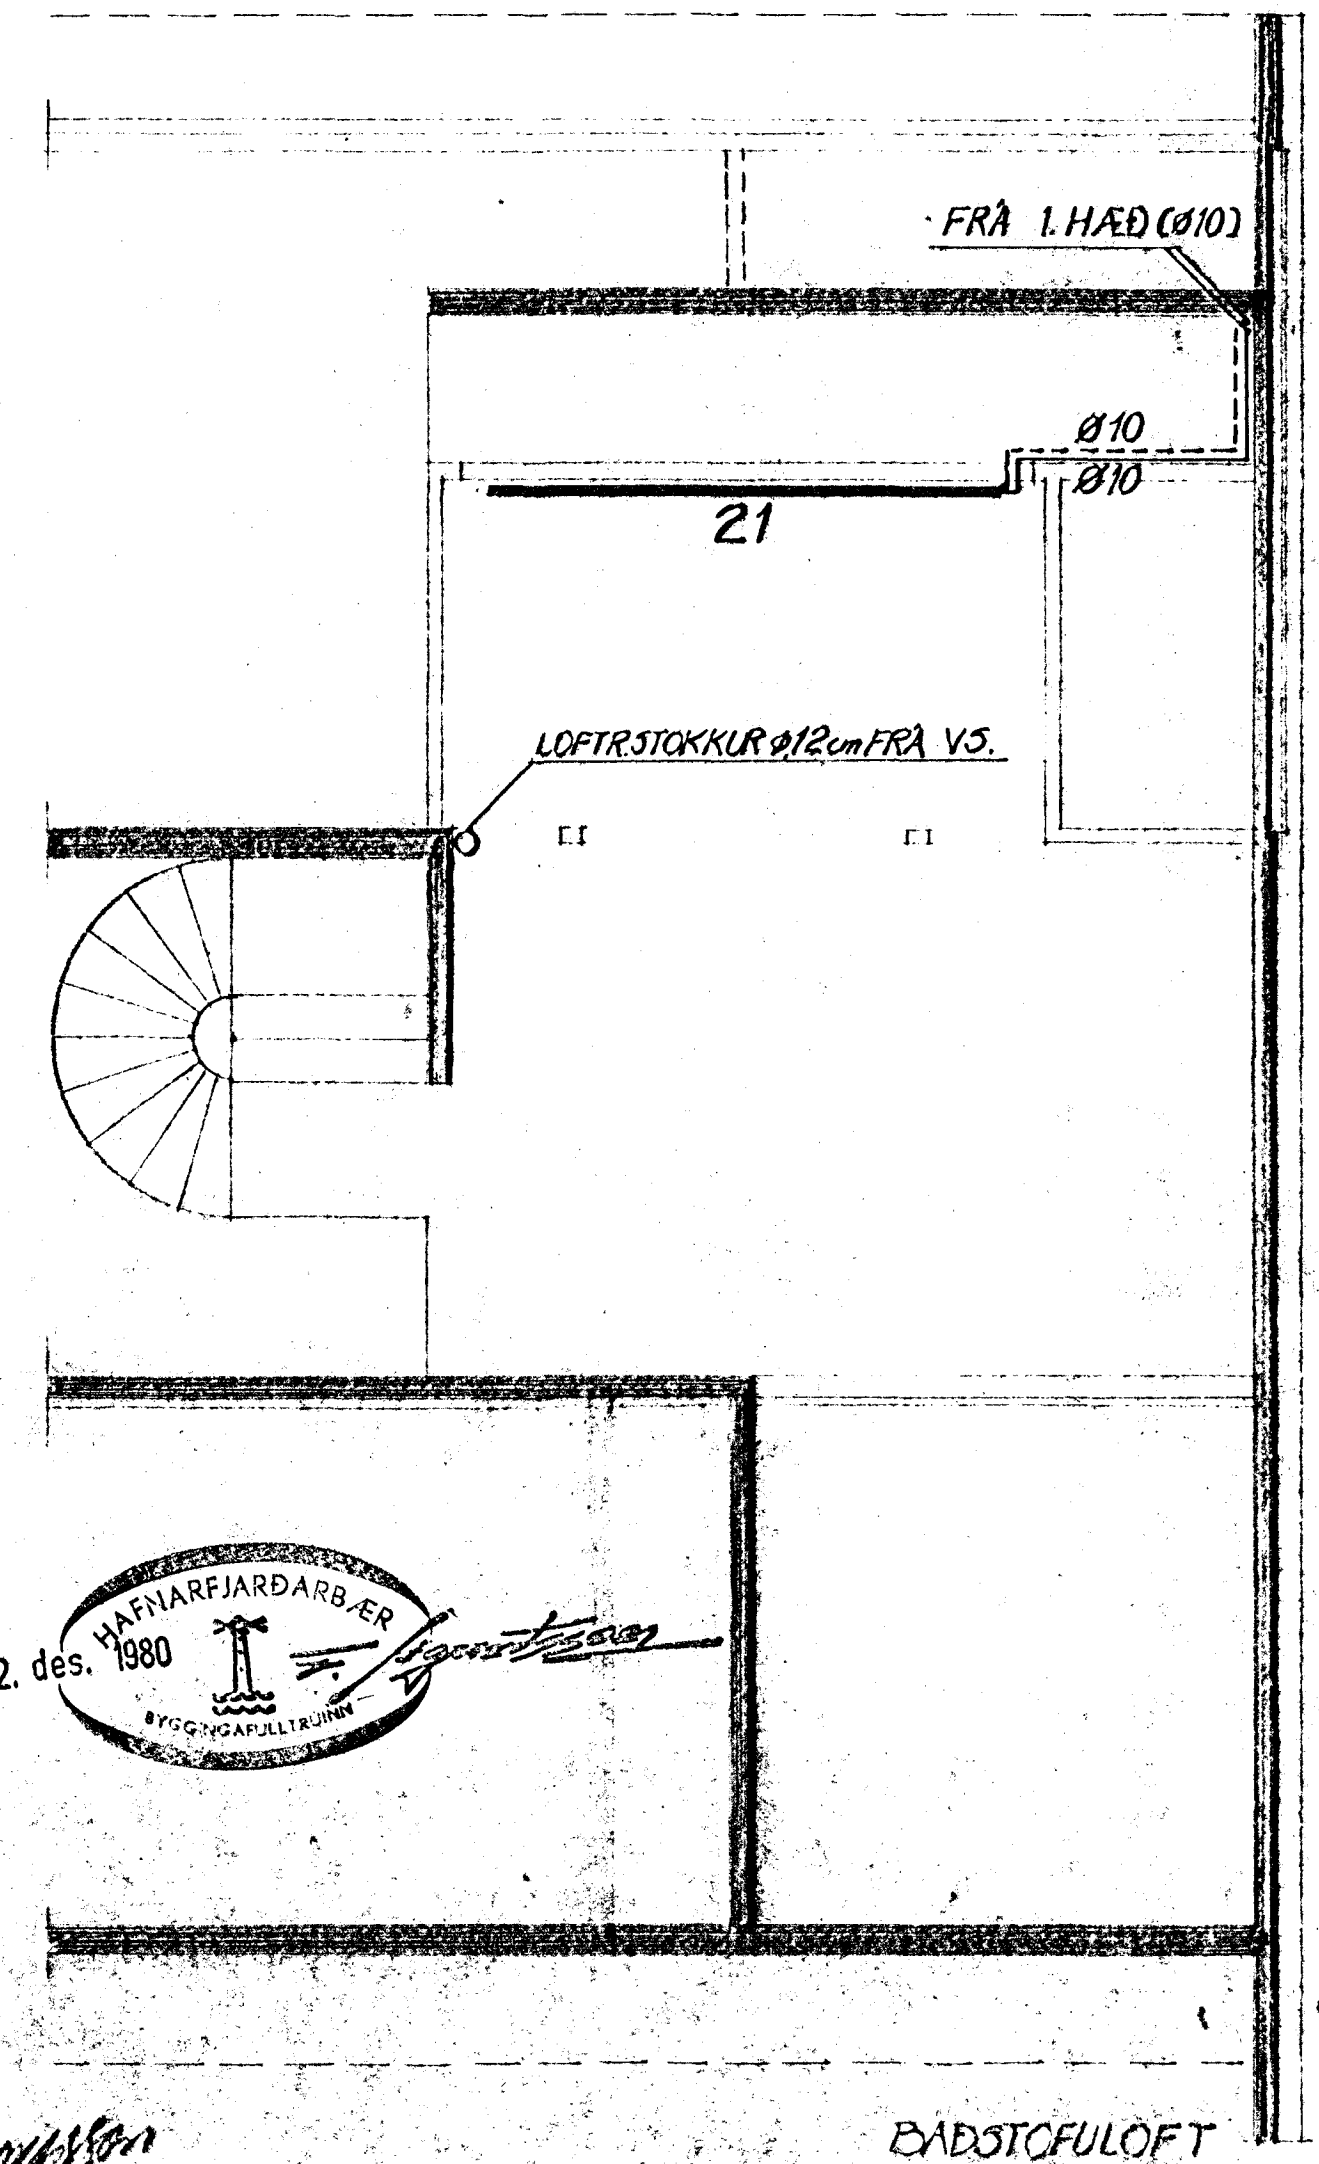 FRÁ 1. HÆÐ (Ø10)
Ø10
Ø10
21
LOFTR.STOKKUR Ø12cm FRÁ VS.
HAFNARFJARÐARBÆR
2. des. 1980
BYGGINGAFULLTRÚINN
BAÐSTOFULOFT